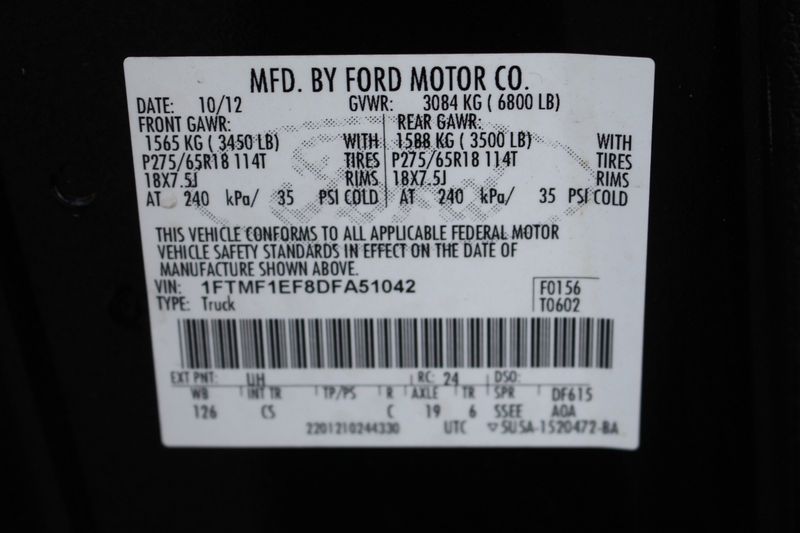 MFD. BY FORD MOTOR CO.
DATE: 10/12 GVWR: 3084 KG ( 6800 LB)
FRONT GAWR: REAR GAWR:
1565 KG ( 3450 LB) WITH 1588 KG ( 3500 LB) WITH
P275/65R18 114T TIRES P275/65R18 114T TIRES
18X7.5J RIMS 18X7.5J RIMS
AT 240 kPa/ 35 PSI COLD AT 240 kPa/ 35 PSI COLD
THIS VEHICLE CONFORMS TO ALL APPLICABLE FEDERAL MOTOR
VEHICLE SAFETY STANDARDS IN EFFECT ON THE DATE OF
MANUFACTURE SHOWN ABOVE.
VIN: 1FTMF1EF8DFA51042 F0156
TYPE: Truck T0602
EXT PNT: UH RC: 24 DSO:
WB INT TR TP/PS R AXLE TR SPR DF615
126 CS C 19 6 SSEE AOA
2201210244330 UTC ▽SU5A-1520472-BA